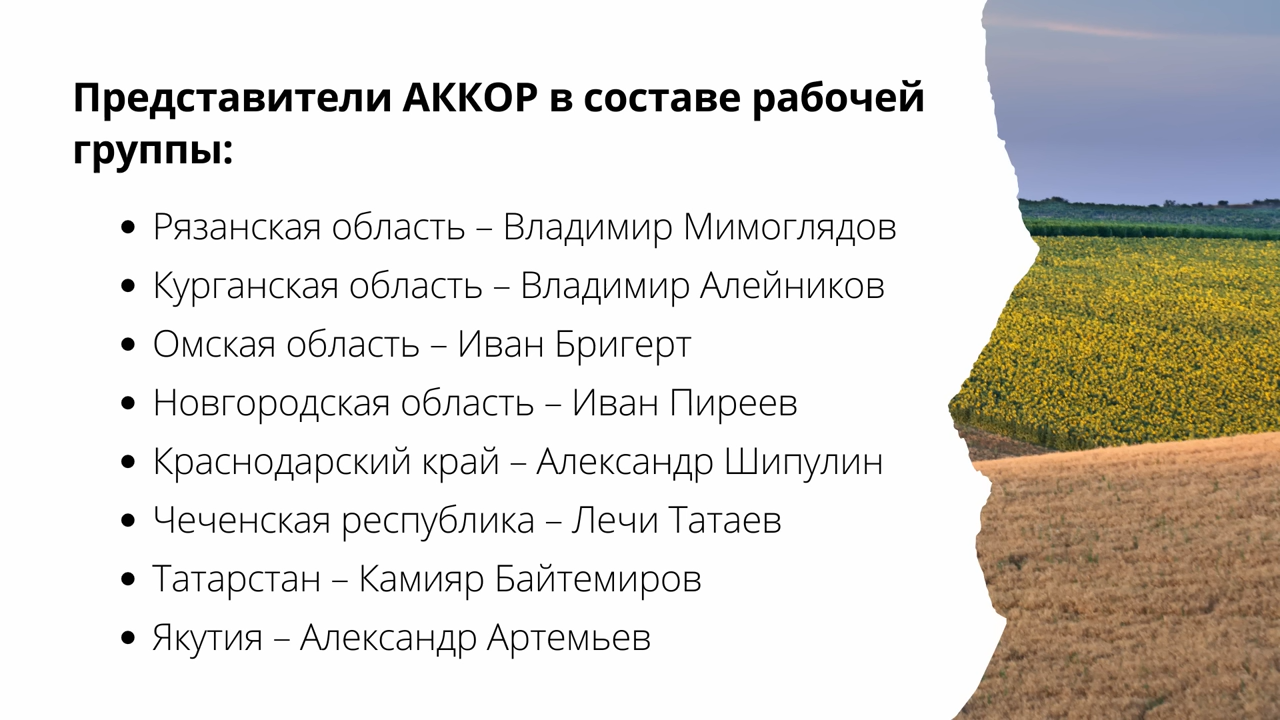 Представители АККОР в составе рабочей
группы:
• Рязанская область – Владимир Мимоглядов
• Курганская область – Владимир Алейников
• Омская область – Иван Бригерт
• Новгородская область – Иван Пиреев
• Краснодарский край – Александр Шипулин
• Чеченская республика – Лечи Татаев
• Татарстан – Камияр Байтемиров
• Якутия – Александр Артемьев